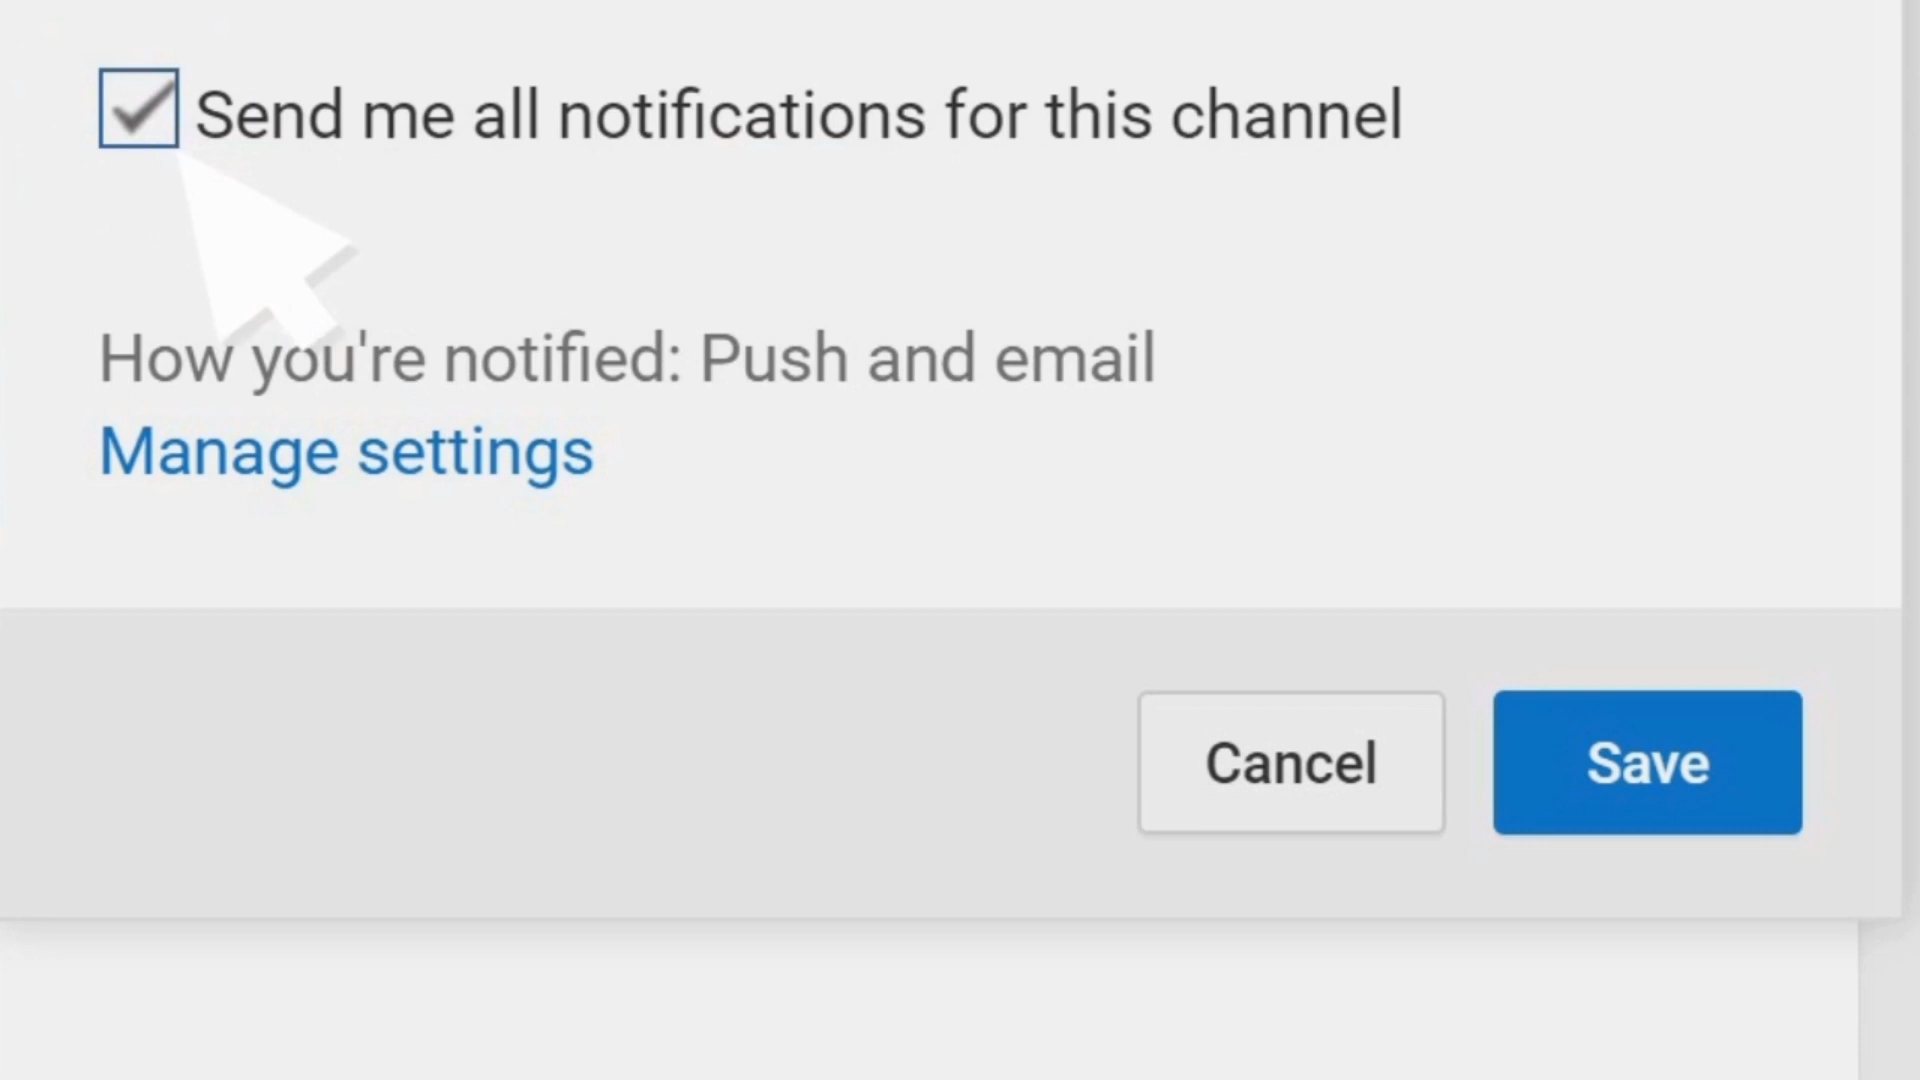 Send me all notifications for this channel
How you're notified: Push and email
Manage settings
Cancel
Save